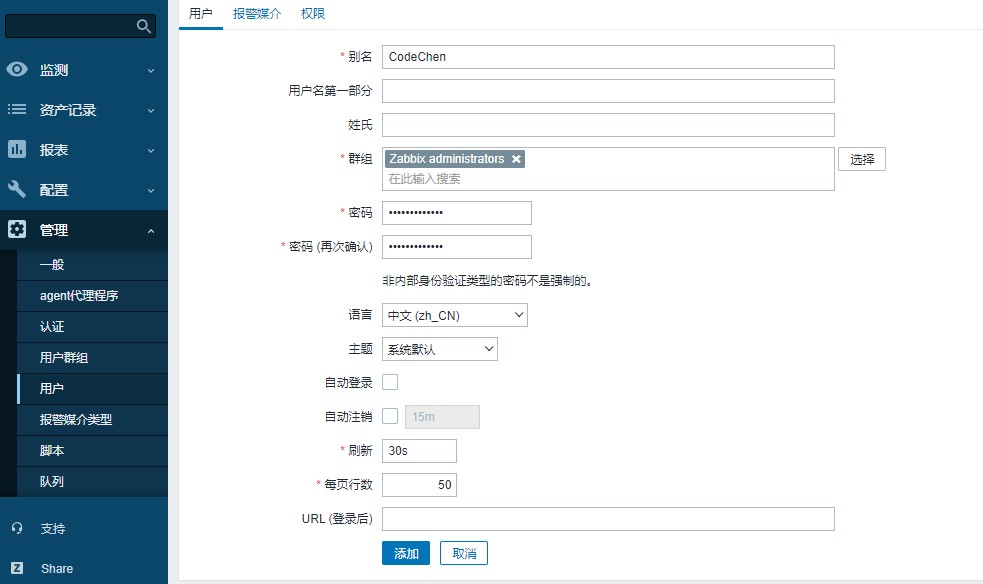 监测
资产记录
报表
配置
管理
一般
agent代理程序
认证
用户群组
用户
报警媒介类型
脚本
队列
支持
Share
用户 报警媒介 权限
* 别名 CodeChen
用户名第一部分
姓氏
* 群组 Zabbix administrators 选择
在此输入搜索
* 密码 •••••••••••••
* 密码 (再次确认) •••••••••••••
非内部身份验证类型的密码不是强制的。
语言 中文 (zh_CN)
主题 系统默认
自动登录
自动注销 15m
* 刷新 30s
* 每页行数 50
URL (登录后)
添加 取消